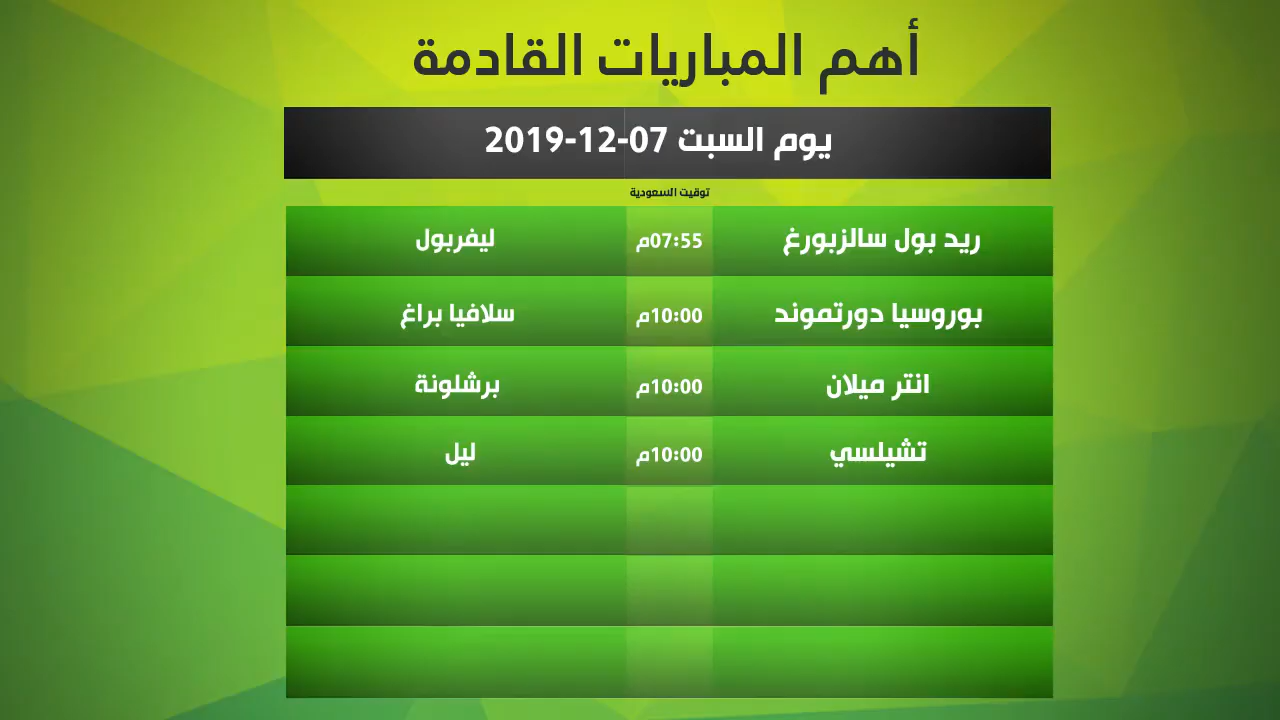 أهم المباريات القادمة
يوم السبت 07-12-2019
توقيت السعودية
ريد بول سالزبورغ 07:55م ليفربول
بوروسيا دورتموند 10:00م سلافيا براغ
انتر ميلان 10:00م برشلونة
تشيلسي 10:00م ليل